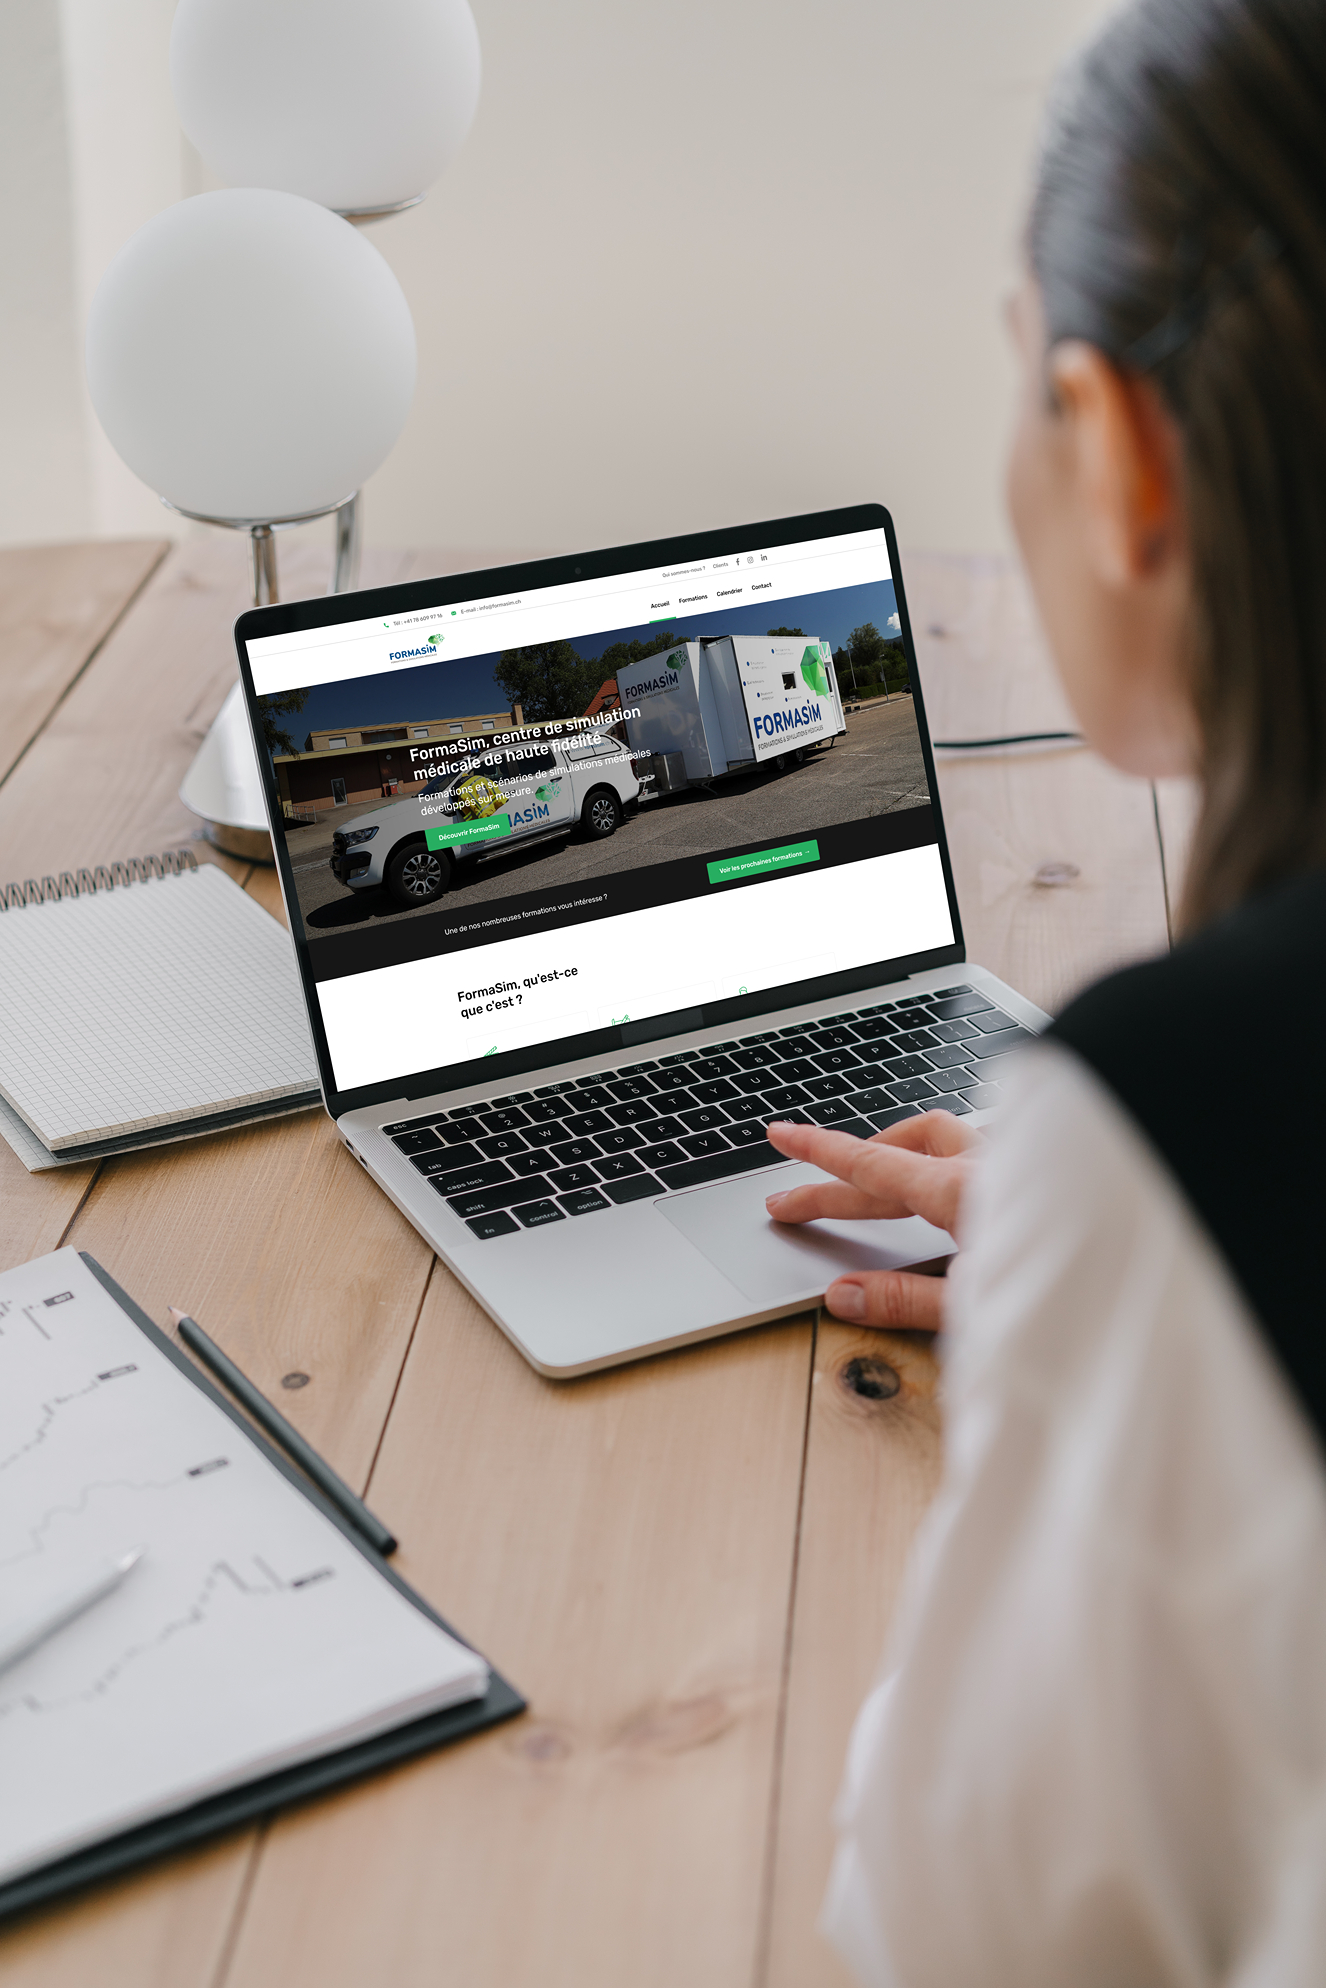 Tél : +41 78 609 97 16
E-mail : info@formasim.ch
Qui sommes-nous ?
Clients
FORMASIM
Accueil
Formations
Calendrier
Contact
FORMASIM
FORMASIM
FORMATIONS & SIMULATIONS MÉDICALES
FormaSim, centre de simulation
médicale de haute fidélité
Formations et scénarios de simulations médicales
développés sur mesure.
Découvrir FormaSim
Une de nos nombreuses formations vous intéresse ?
Voir les prochaines formations →
FormaSim, qu'est-ce
que c'est ?
esc
tab
Q W E R T Y U I O P
caps lock
A S D F G H J K L
shift
Z X C V B N M
fn
control
option